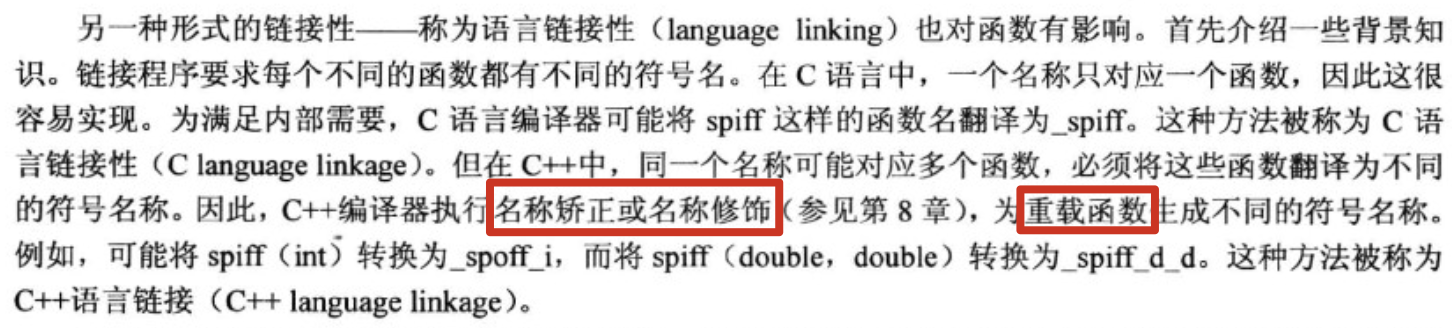 另一种形式的链接性——称为语言链接性（language linking）也对函数有影响。首先介绍一些背景知
识。链接程序要求每个不同的函数都有不同的符号名。在 C 语言中，一个名称只对应一个函数，因此这很
容易实现。为满足内部需要，C 语言编译器可能将 spiff 这样的函数名翻译为_spiff。这种方法被称为 C 语
言链接性（C language linkage）。但在 C++中，同一个名称可能对应多个函数，必须将这些函数翻译为不同
的符号名称。因此，C++编译器执行名称矫正或名称修饰（参见第 8 章），为重载函数生成不同的符号名称。
例如，可能将 spiff（int）转换为_spoff_i，而将 spiff（double，double）转换为_spiff_d_d。这种方法被称为
C++语言链接（C++ language linkage）。